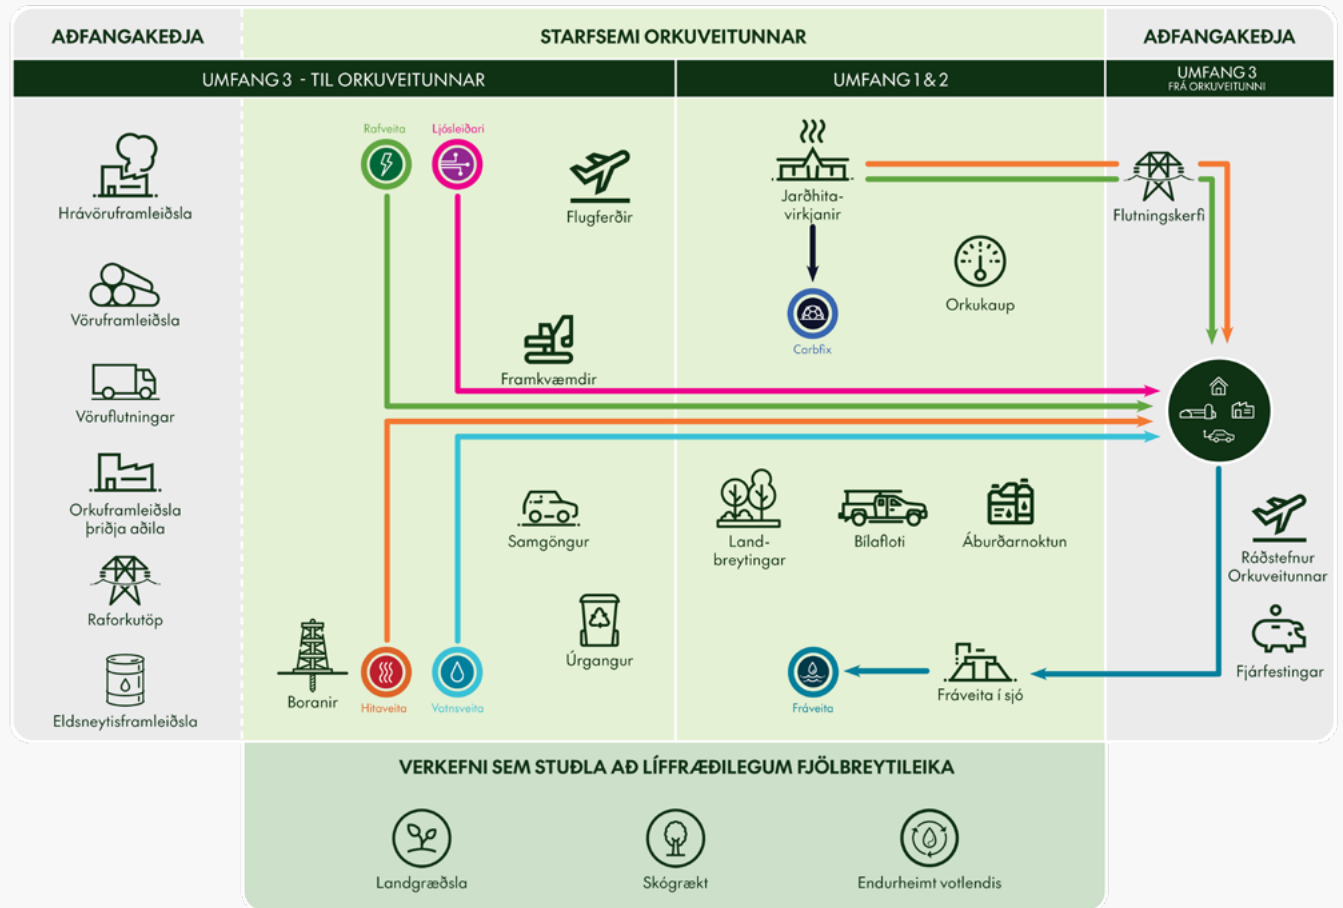 AÐFANGAKEÐJA
STARFSEMI ORKUVEITUNNAR
AÐFANGAKEÐJA
UMFANG 3 - TIL ORKUVEITUNNAR
UMFANG 1 & 2
UMFANG 3
FRÁ ORKUVEITUNNI
Hrávöruframleiðsla
Vöruframleiðsla
Vöruflutningar
Orkuframleiðsla
þriðja aðila
Raforkutöp
Eldsneytisframleiðsla
Rafveita
Ljósleiðari
Flugferðir
Framkvæmdir
Samgöngur
Úrgangur
Boranir
Hitaveita
Vatnsveita
Jarðhita-
virkjanir
Carbfix
Orkukaup
Land-
breytingar
Bílafloti
Áburðarnoktun
Fráveita
Fráveita í sjó
Flutningskerfi
Ráðstefnur
Orkuveitunnar
Fjárfestingar
VERKEFNI SEM STUÐLA AÐ LÍFFRÆÐILEGUM FJÖLBREYTILEIKA
Landgræðsla
Skógrækt
Endurheimt votlendis